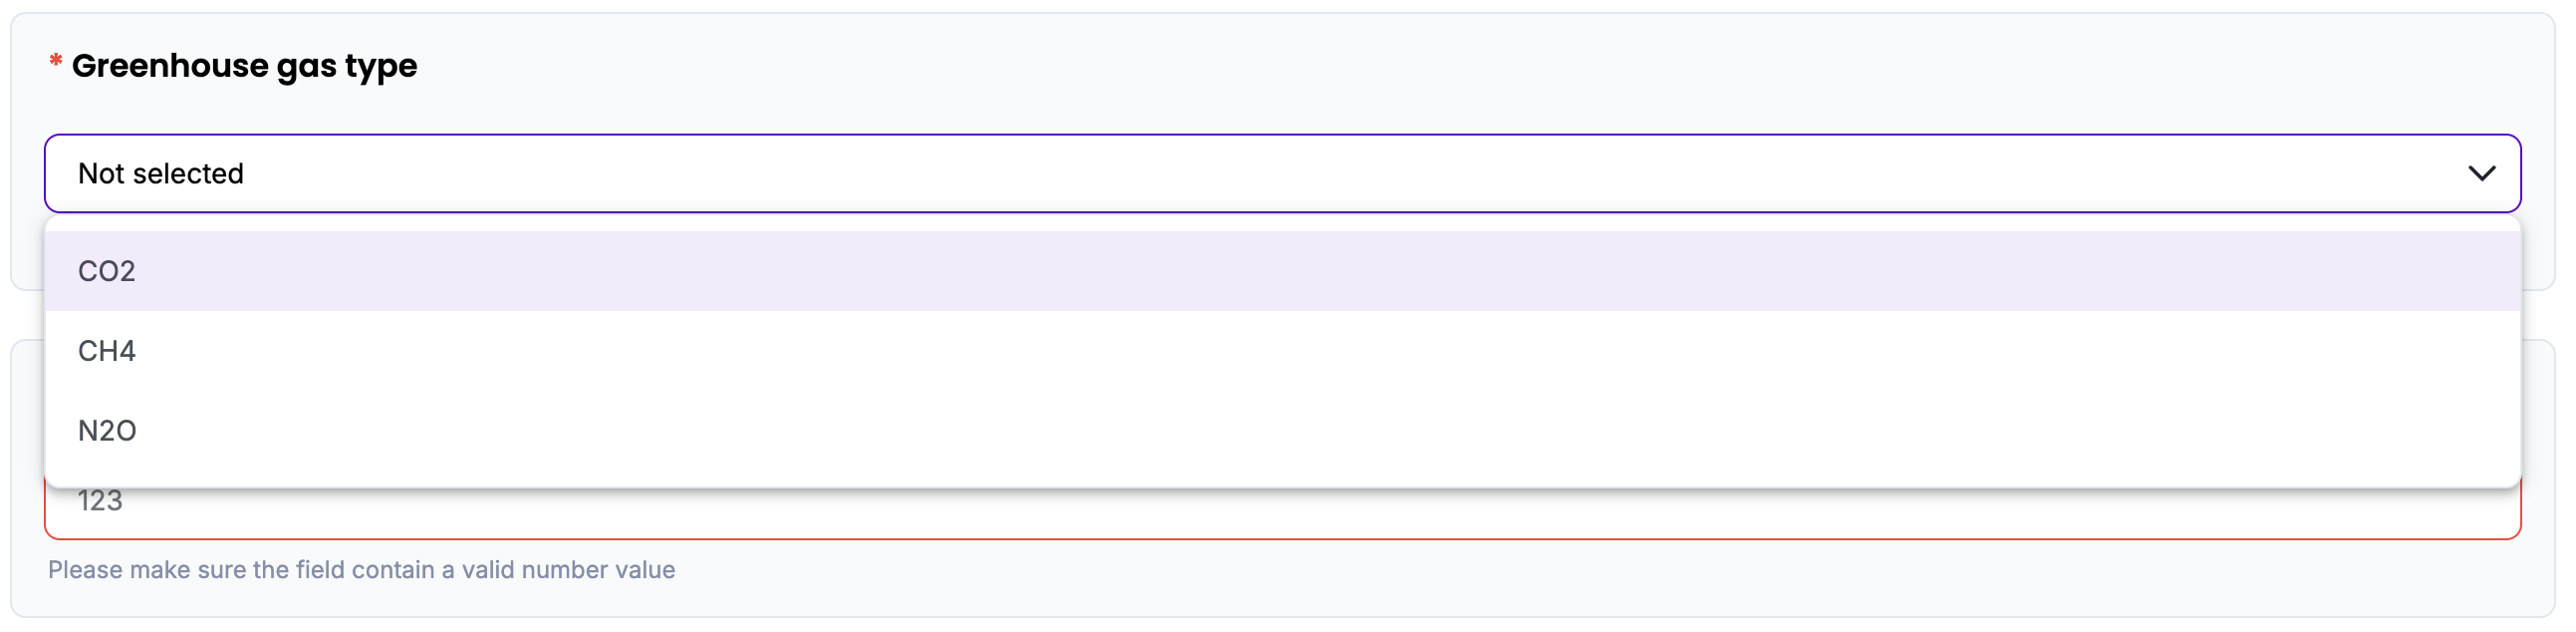 * Greenhouse gas type
Not selected
CO2
CH4
N2O
123
Please make sure the field contain a valid number value